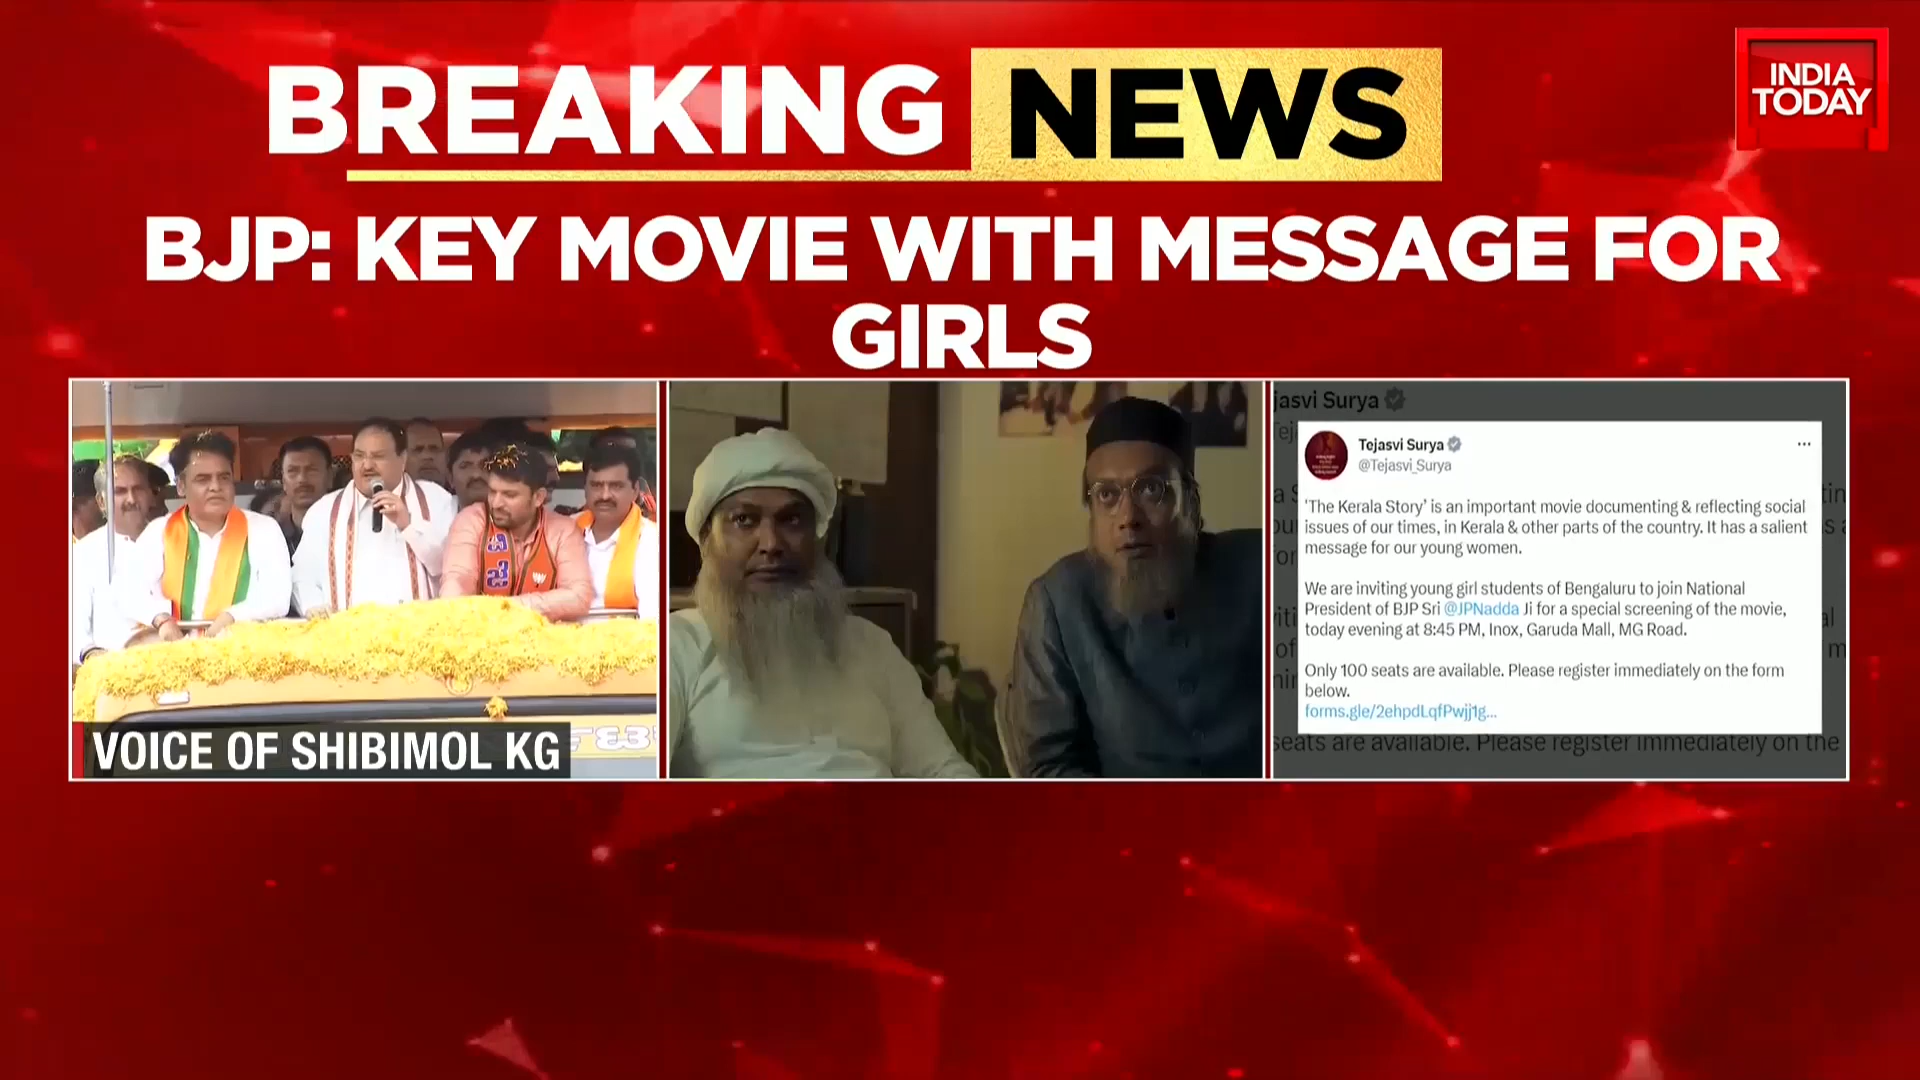 BREAKING NEWS
INDIA
TODAY
BJP: KEY MOVIE WITH MESSAGE FOR
GIRLS
VOICE OF SHIBIMOL KG
jasvi Surya
Tejasvi Surya
@Tejasvi_Surya
...
'The Kerala Story' is an important movie documenting & reflecting social
issues of our times, in Kerala & other parts of the country. It has a salient
message for our young women.
We are inviting young girl students of Bengaluru to join National
President of BJP Sri @JPNadda Ji for a special screening of the movie,
today evening at 8:45 PM, Inox, Garuda Mall, MG Road.
Only 100 seats are available. Please register immediately on the form
below.
forms.gle/2ehpdLqfPwjj1g...
seats are available. Please register immediately on the